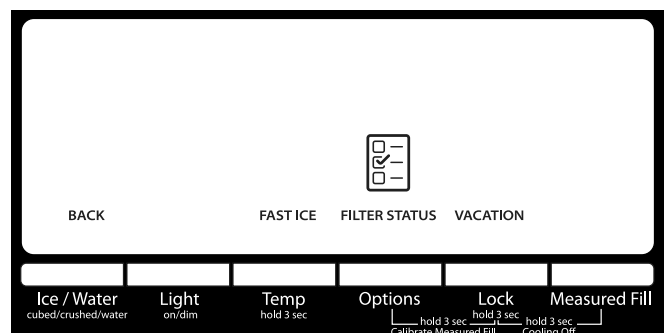 BACK FAST ICE FILTER STATUS VACATION
Ice / Water Light Temp Options Lock Measured Fill
cubed/crushed/water on/dim hold 3 sec hold 3 sec
hold 3 sec hold 3 sec
Calibrate Measured Fill Cooling Off